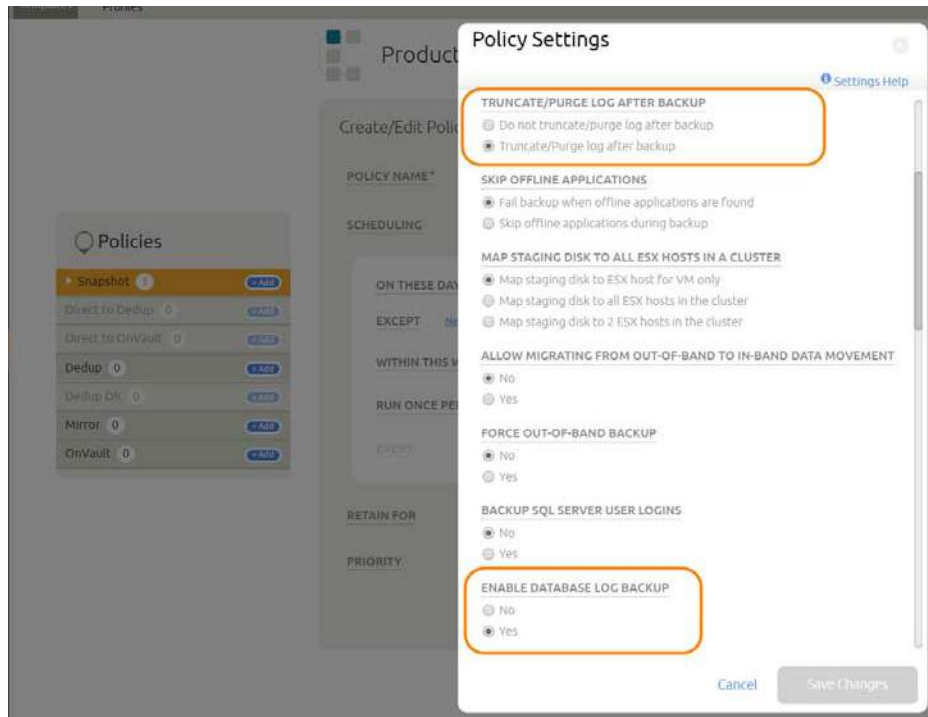 Profiles
Product
Create/Edit Poli
POLICY NAME*
SCHEDULING
ON THESE DAY
EXCEPT Ne
WITHIN THIS W
RUN ONCE PE
RETAIN FOR
PRIORITY
Policies
Snapshot 1 +Add
Direct to Dedup 0 +Add
Direct to OnVault 0 +Add
Dedup 0 +Add
Dedup DR 0 +Add
Mirror 0 +Add
OnVault 0 +Add
Policy Settings
Settings Help
TRUNCATE/PURGE LOG AFTER BACKUP
Do not truncate/purge log after backup
Truncate/Purge log after backup
SKIP OFFLINE APPLICATIONS
Fail backup when offline applications are found
Skip offline applications during backup
MAP STAGING DISK TO ALL ESX HOSTS IN A CLUSTER
Map staging disk to ESX host for VM only
Map staging disk to all ESX hosts in the cluster
Map staging disk to 2 ESX hosts in the cluster
ALLOW MIGRATING FROM OUT-OF-BAND TO IN-BAND DATA MOVEMENT
No
Yes
FORCE OUT-OF-BAND BACKUP
No
Yes
BACKUP SQL SERVER USER LOGINS
No
Yes
ENABLE DATABASE LOG BACKUP
No
Yes
Cancel
Save Changes